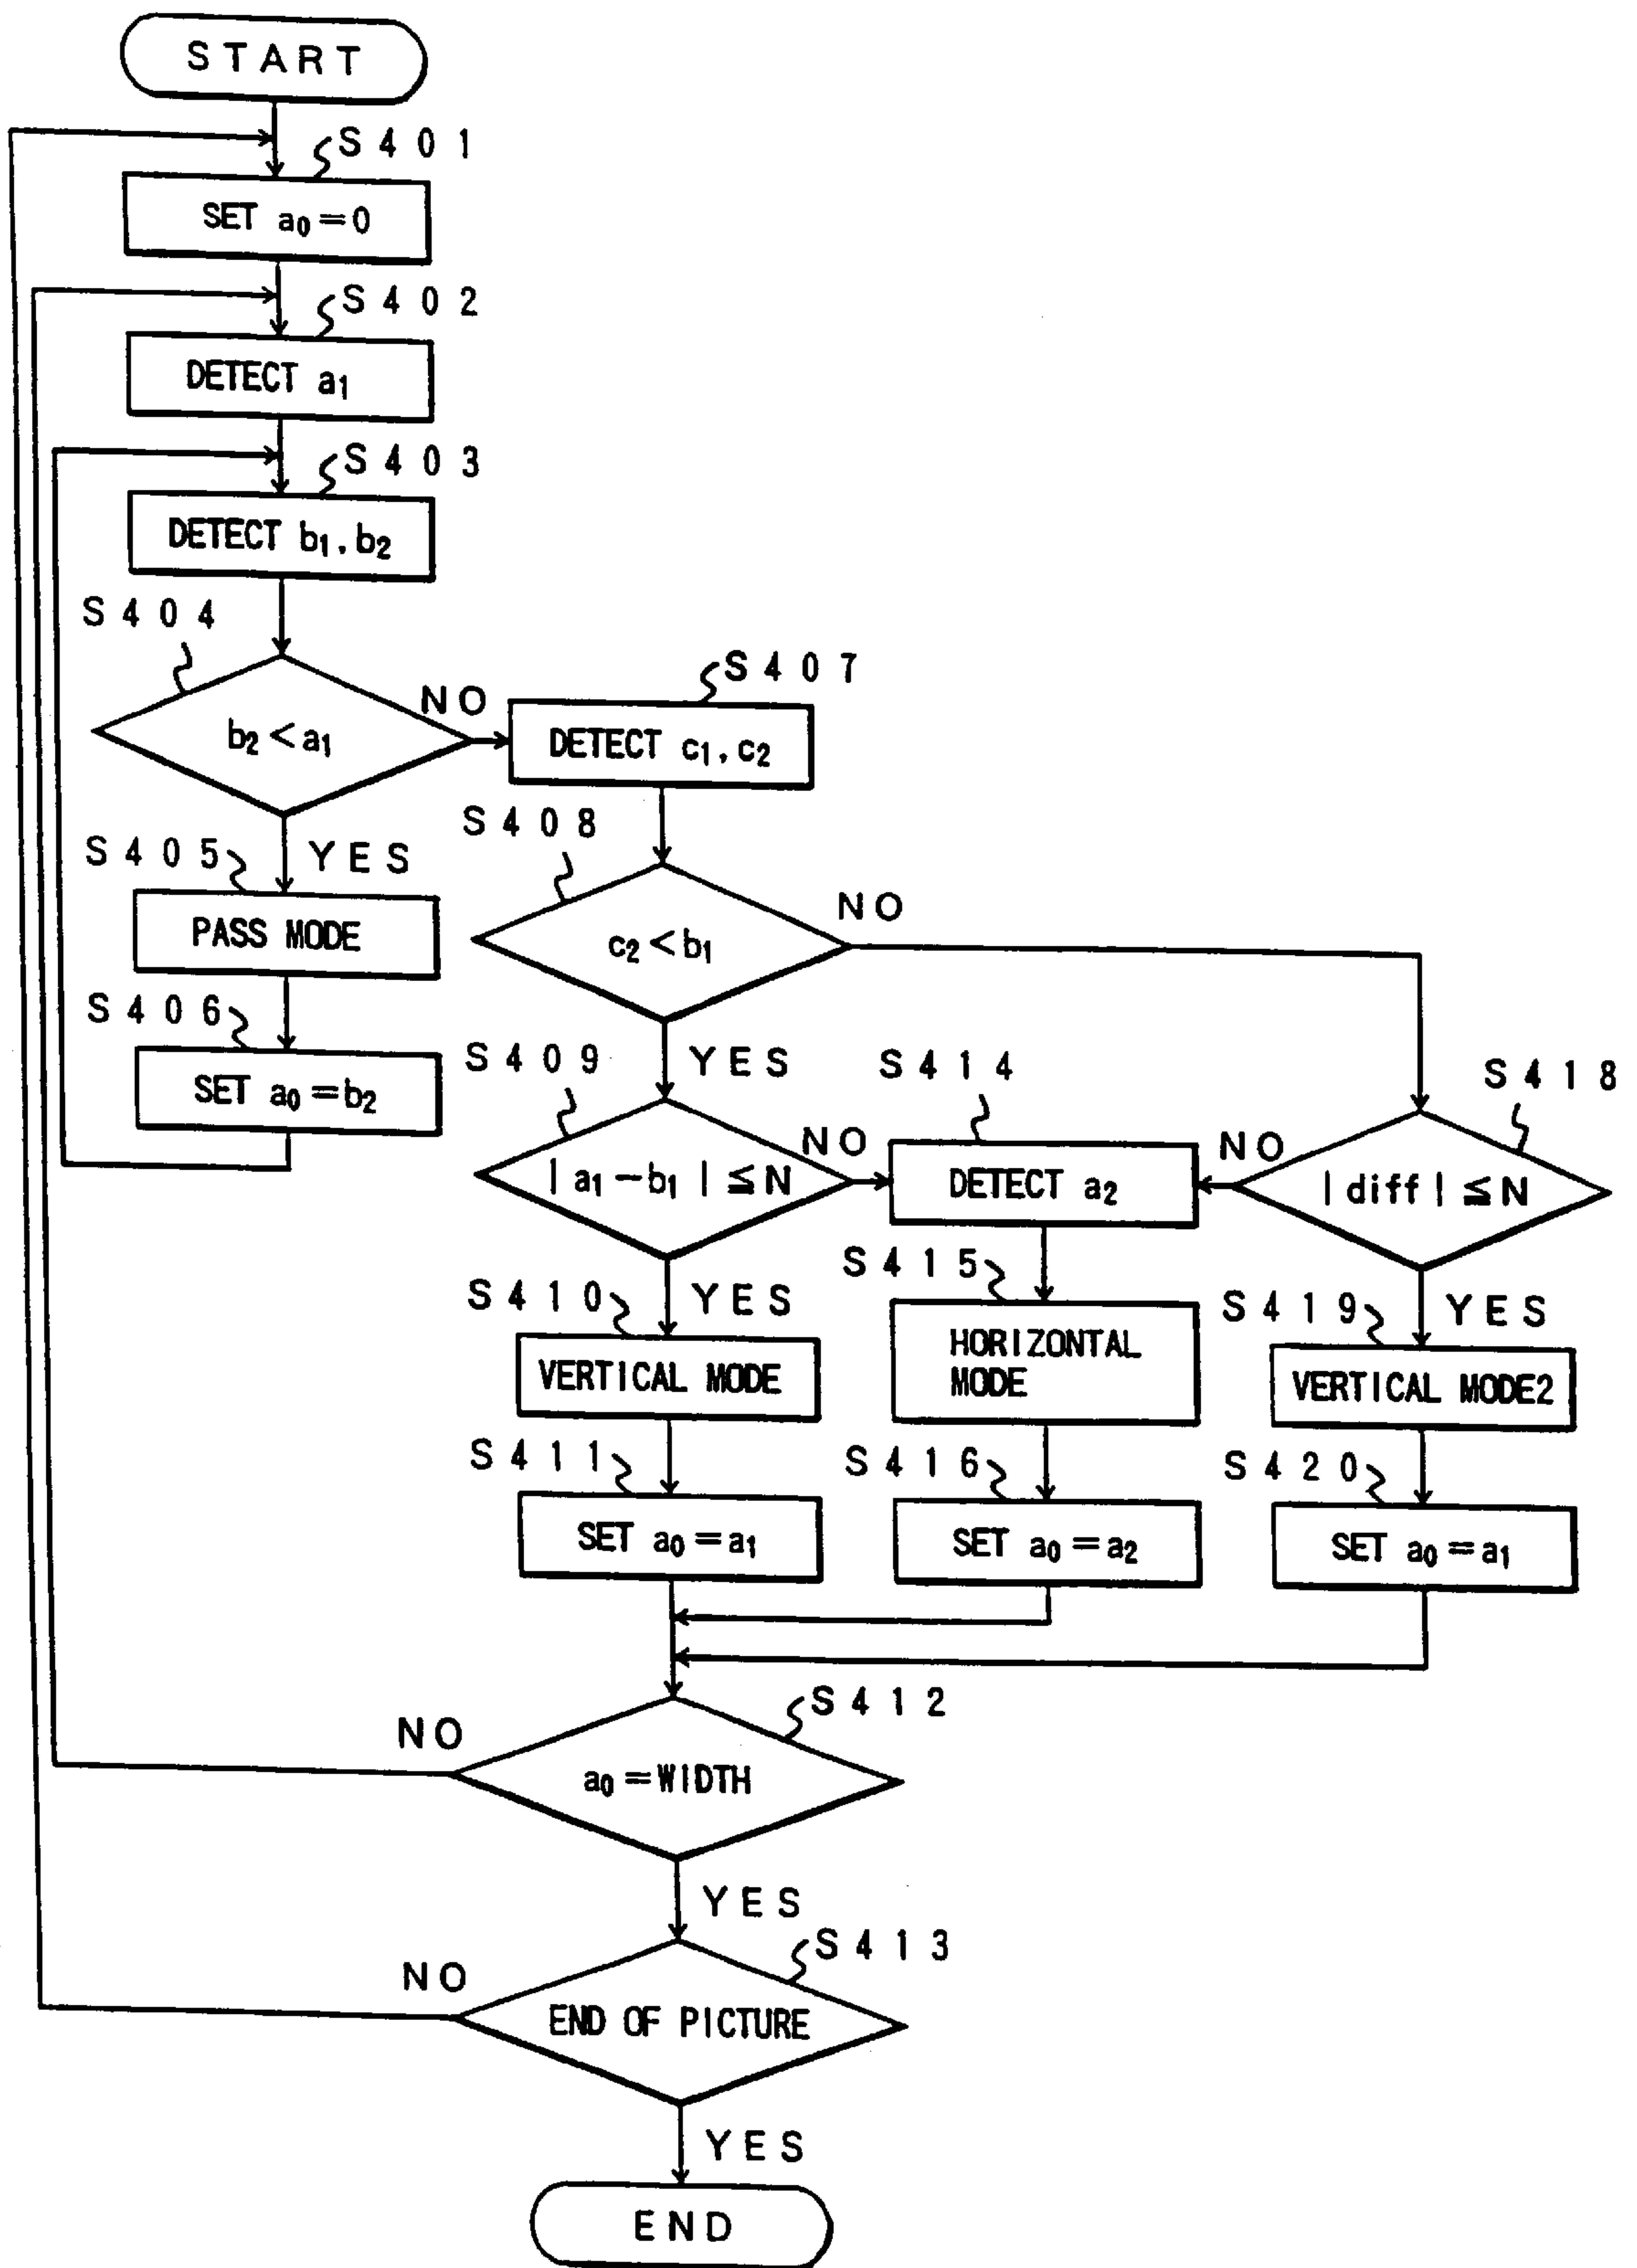 START
S401
SET a₀=0
S402
DETECT a₁
S403
DETECT b₁, b₂
S404
b₂<a₁
NO
YES
S405
PASS MODE
S406
SET a₀=b₂
S407
DETECT c₁, c₂
S408
c₂<b₁
NO
YES
S409
|a₁−b₁|≦N
NO
YES
S410
VERTICAL MODE
S411
SET a₀=a₁
S414
DETECT a₂
S415
HORIZONTAL
MODE
S416
SET a₀=a₂
S418
|diff|≦N
NO
YES
S419
VERTICAL MODE2
S420
SET a₀=a₁
S412
a₀=WIDTH
NO
YES
S413
END OF PICTURE
NO
YES
END